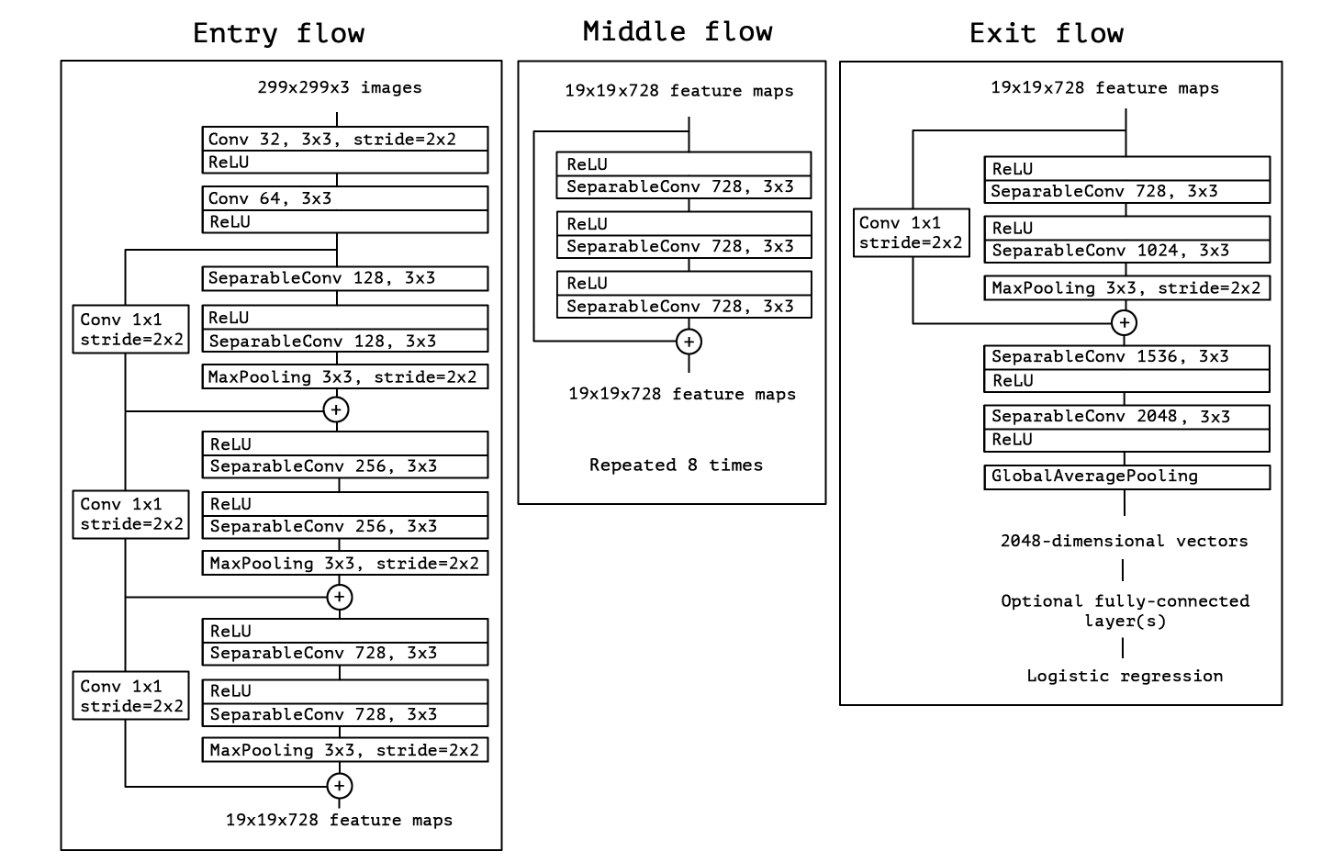 Entry flow
299x299x3 images
Conv 32, 3x3, stride=2x2
ReLU
Conv 64, 3x3
ReLU
SeparableConv 128, 3x3
Conv 1x1
stride=2x2
ReLU
SeparableConv 128, 3x3
MaxPooling 3x3, stride=2x2
+
ReLU
SeparableConv 256, 3x3
Conv 1x1
stride=2x2
ReLU
SeparableConv 256, 3x3
MaxPooling 3x3, stride=2x2
+
ReLU
SeparableConv 728, 3x3
Conv 1x1
stride=2x2
ReLU
SeparableConv 728, 3x3
MaxPooling 3x3, stride=2x2
+
19x19x728 feature maps
Middle flow
19x19x728 feature maps
ReLU
SeparableConv 728, 3x3
ReLU
SeparableConv 728, 3x3
ReLU
SeparableConv 728, 3x3
+
19x19x728 feature maps
Repeated 8 times
Exit flow
19x19x728 feature maps
ReLU
SeparableConv 728, 3x3
Conv 1x1
stride=2x2
ReLU
SeparableConv 1024, 3x3
MaxPooling 3x3, stride=2x2
+
SeparableConv 1536, 3x3
ReLU
SeparableConv 2048, 3x3
ReLU
GlobalAveragePooling
2048-dimensional vectors
Optional fully-connected
layer(s)
Logistic regression